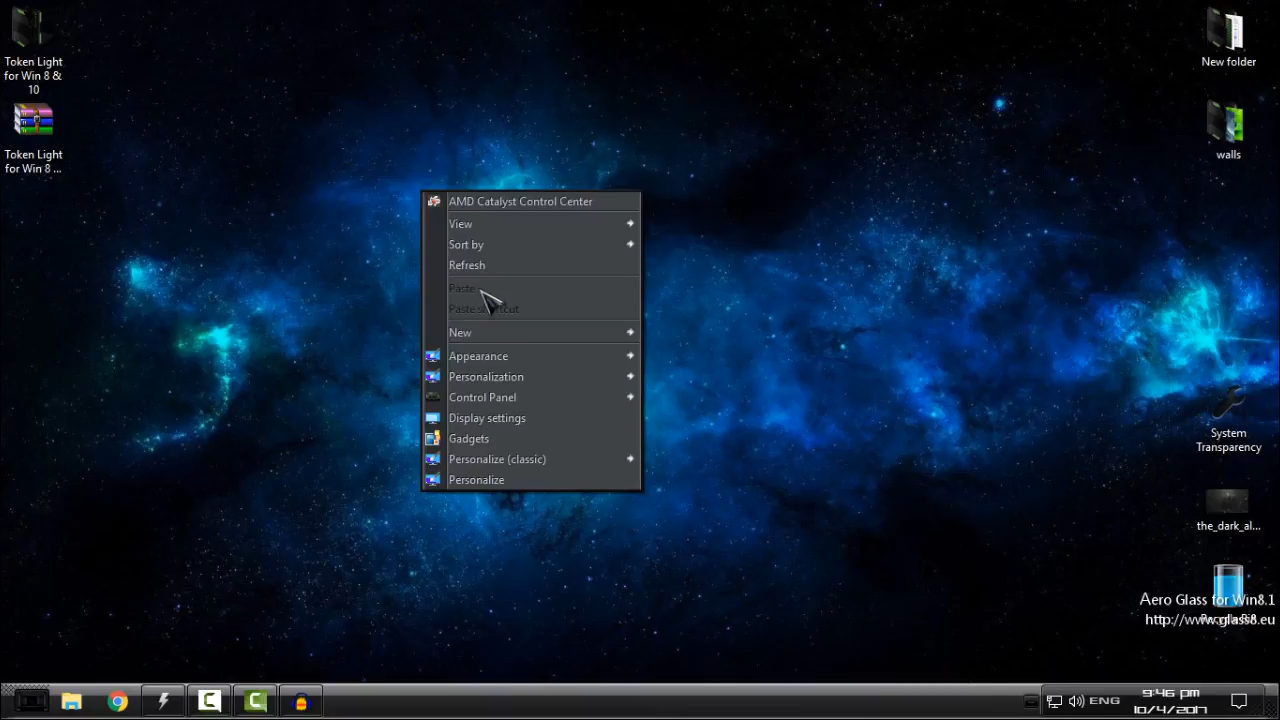 Token Light
for Win 8 &
10
Token Light
for Win 8 ...
New folder
walls
AMD Catalyst Control Center
View
Sort by
Refresh
Paste
Paste shortcut
New
Appearance
Personalization
Control Panel
Display settings
Gadgets
Personalize (classic)
Personalize
System
Transparency
the_dark_al...
Aero Glass for Win8.1
http://www.glass8.eu
ENG
9:46 pm
10/4/2017